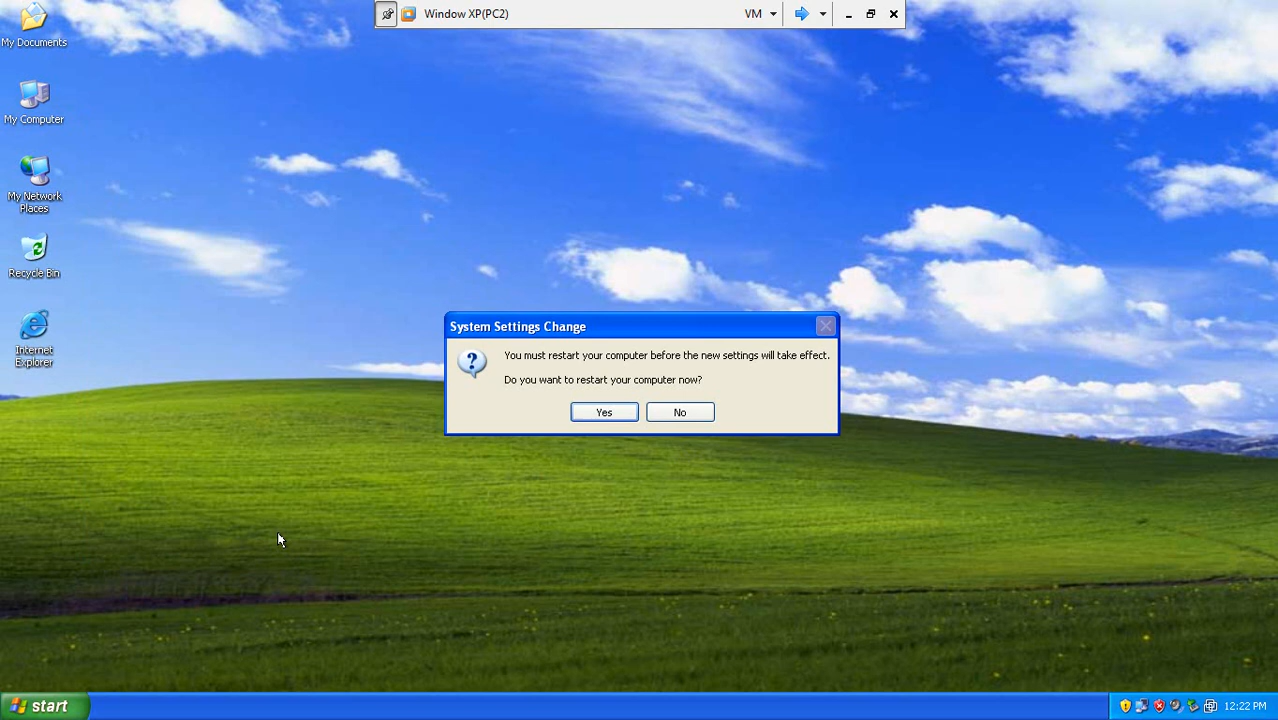 Window XP(PC2)
VM
My Documents
My Computer
My Network
Places
Recycle Bin
Internet
Explorer
System Settings Change
You must restart your computer before the new settings will take effect.
Do you want to restart your computer now?
Yes
No
start
12:22 PM